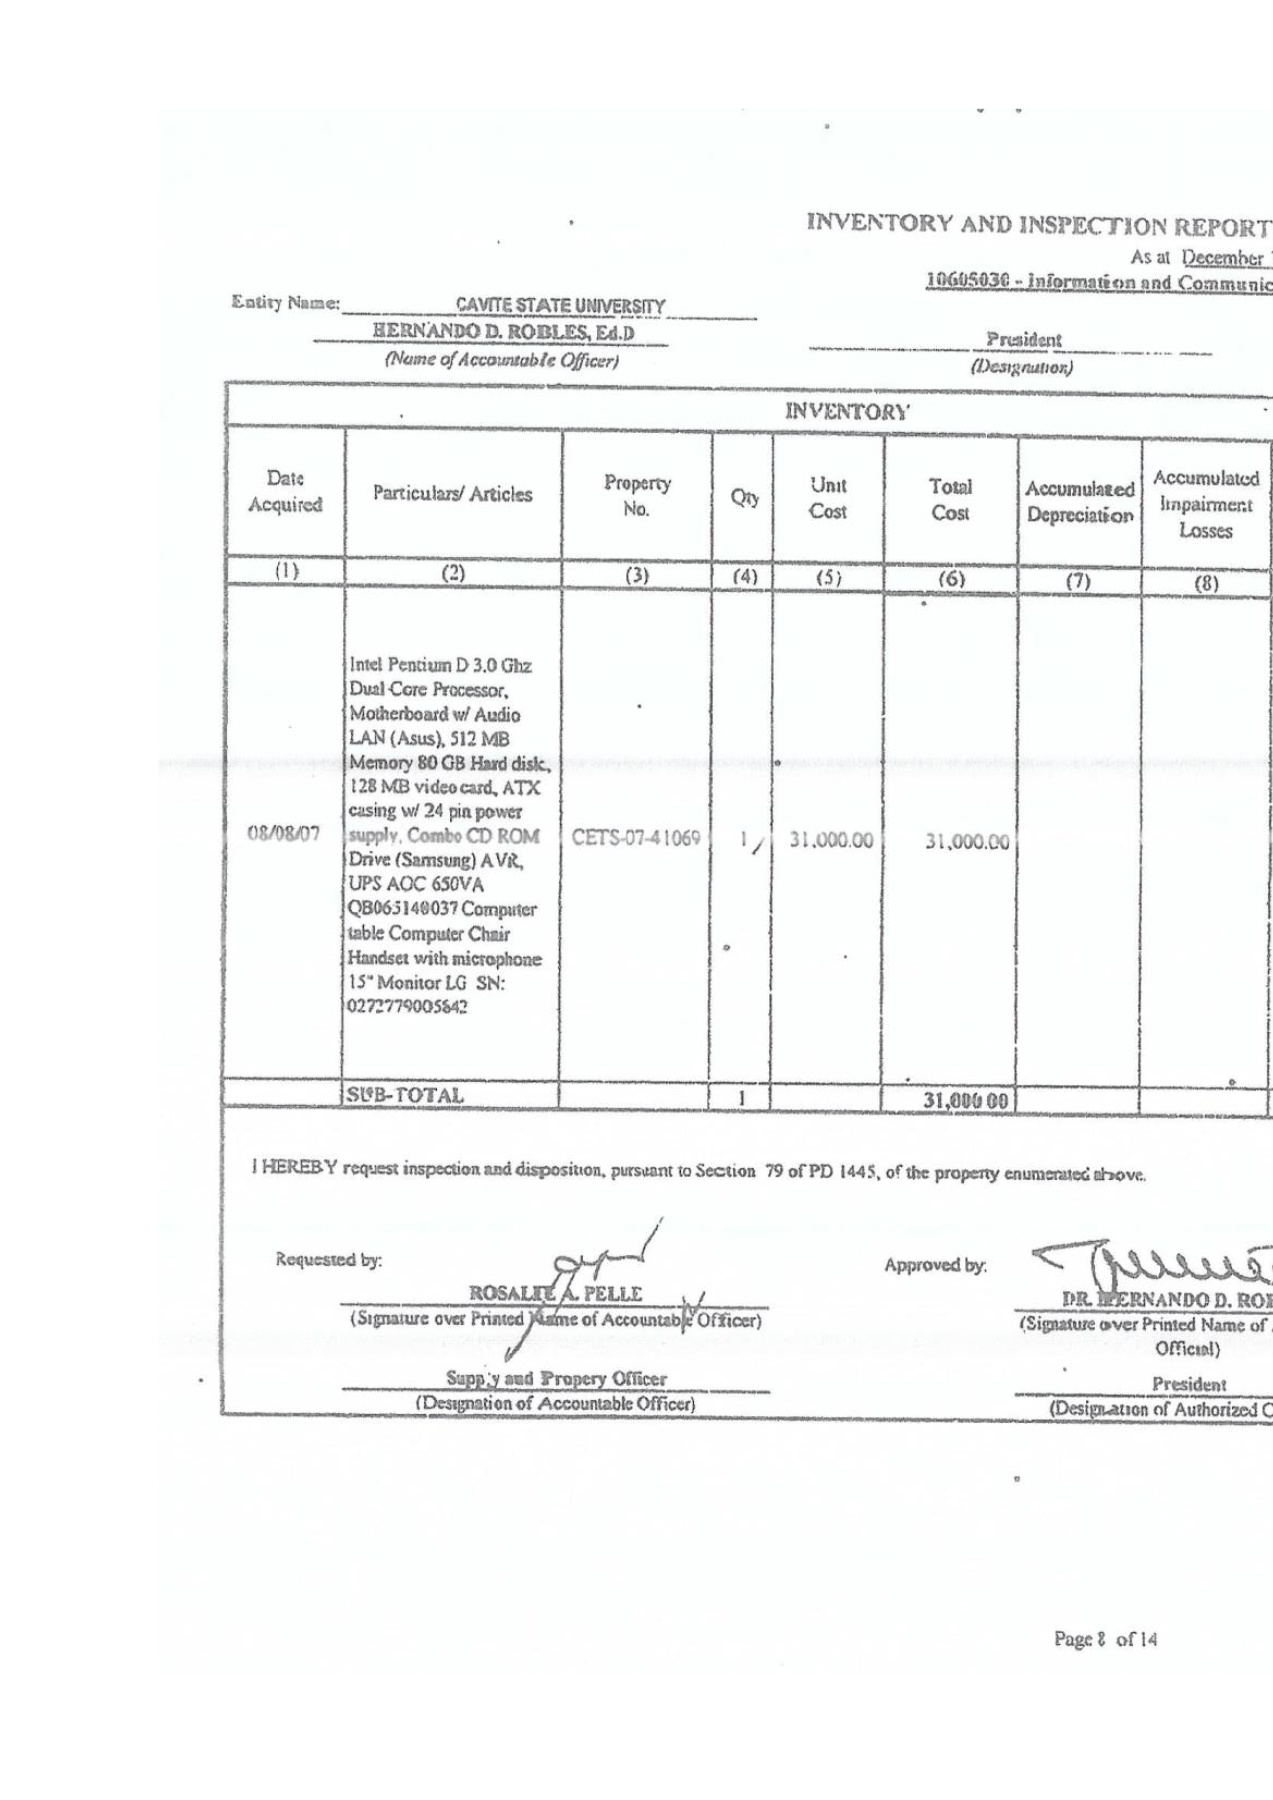 INVENTORY AND INSPECTION REPORT
As at December
10605030 - Information and Communic
Entity Name: CAVITE STATE UNIVERSITY
HERNANDO D. ROBLES, Ed.D
(Name of Accountable Officer)
President
(Designation)
INVENTORY
Date Acquired
Particulars/ Articles
Property No.
Qty
Unit Cost
Total Cost
Accumulated Depreciation
Accumulated Impairment Losses
(1) (2) (3) (4) (5) (6) (7) (8)
08/08/07
Intel Pentium D 3.0 Ghz
Dual Core Processor,
Motherboard w/ Audio
LAN (Asus), 512 MB
Memory 80 GB Hard disk,
128 MB video card, ATX
casing w/ 24 pin power
supply, Combo CD ROM
Drive (Samsung) AVR,
UPS AOC 650VA
Computer
table Computer Chair
Handset with microphone
15" Monitor LG SN:
CETS-07-41069 1 31,000.00 31,000.00
SUB-TOTAL 1 31,000.00
I HEREBY request inspection and disposition, pursuant to Section 79 of PD 1445, of the property enumerated above.
Requested by:
ROSALIE A. PELLE
(Signature over Printed Name of Accountable Officer)
Supply and Propery Officer
(Designation of Accountable Officer)
Approved by:
DR. HERNANDO D. ROB
(Signature over Printed Name of
Official)
President
(Designation of Authorized O
Page 8 of 14